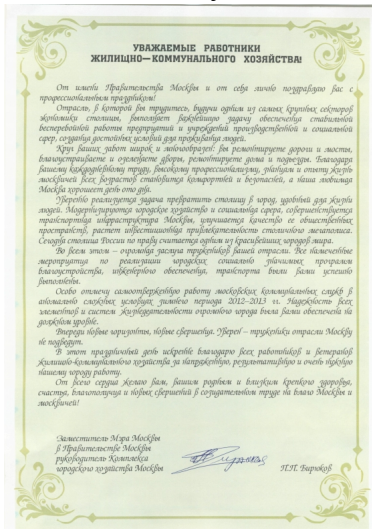 УВАЖАЕМЫЕ РАБОТНИКИ
ЖИЛИЩНО—КОММУНАЛЬНОГО ХОЗЯЙСТВА!
От имени Правительства Москвы и от себя лично поздравляю вас с
профессиональным праздником!
Отрасль, в которой вы трудитесь, будучи одним из самых крупных секторов
экономики столицы, выполняет важнейшую задачу обеспечения стабильной
бесперебойной работы предприятий и учреждений производственной и социальной
сфер, создания достойных условий для проживания людей.
Круг ваших забот широк и многообразен: вы ремонтируете дороги и мосты,
благоустраиваете и озеленяете дворы, ремонтируете дома и подъезды. Благодаря
вашему каждодневному труду, высокому профессионализму, знаниям и опыту жизнь
москвичей всех возрастов становится комфортней и безопасней, а наша любимая
Москва хорошеет день ото дня.
Уверенно реализуется задача превратить столицу в город, удобный для жизни
людей. Модернизируются городское хозяйство и социальная сфера, совершенствуется
транспортная инфраструктура Москвы, улучшается качество ее общественных
пространств, растет инвестиционная привлекательность столичного мегаполиса.
Сегодня столица России по праву считается одним из красивейших городов мира.
Во всем этом – огромная заслуга тружеников вашей отрасли. Все намеченные
мероприятия по реализации городских социально значимых программ
благоустройства, инженерного обеспечения, транспорта были вами успешно
выполнены.
Особо отмечу самоотверженную работу московских коммунальных служб в
аномально сложных условиях зимнего периода 2012-2013 гг. Надежность всех
элементов и систем жизнедеятельности огромного города была вами обеспечена на
должном уровне.
Впереди новые горизонты, новые свершения. Уверен – труженики отрасли Москву
не подведут.
В этот праздничный день искренне благодарю всех работников и ветеранов
жилищно-коммунального хозяйства за напряженную, результативную и очень нужную
нашему городу работу.
От всего сердца желаю вам, вашим родным и близким крепкого здоровья,
счастья, благополучия и новых свершений в созидательном труде на благо Москвы и
москвичей!
Заместитель Мэра Москвы
в Правительстве Москвы
руководитель Комплекса
городского хозяйства Москвы
П.П. Бирюков